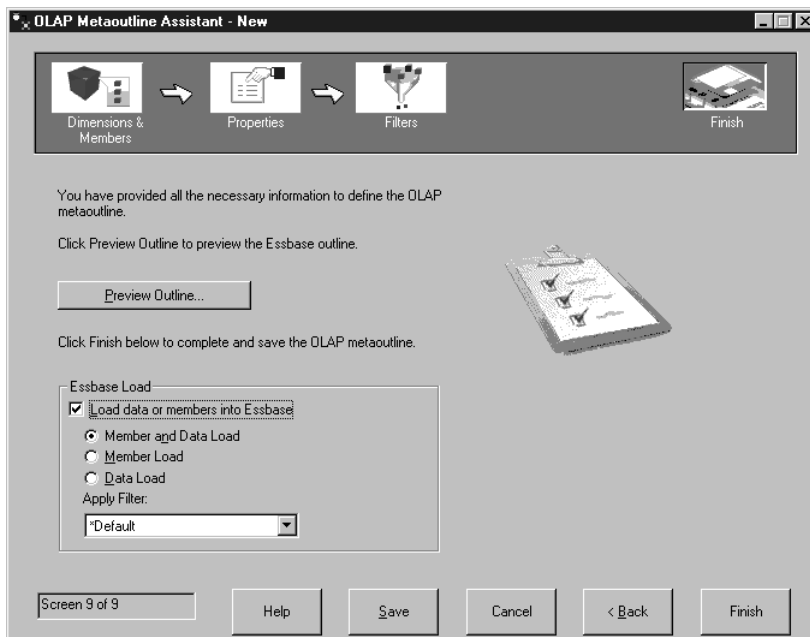 OLAP Metaoutline Assistant - New
Dimensions &
Members
Properties
Filters
Finish
You have provided all the necessary information to define the OLAP
metaoutline.
Click Preview Outline to preview the Essbase outline.
Preview Outline...
Click Finish below to complete and save the OLAP metaoutline.
Essbase Load
Load data or members into Essbase
Member and Data Load
Member Load
Data Load
Apply Filter:
*Default
Screen 9 of 9
Help
Save
Cancel
< Back
Finish